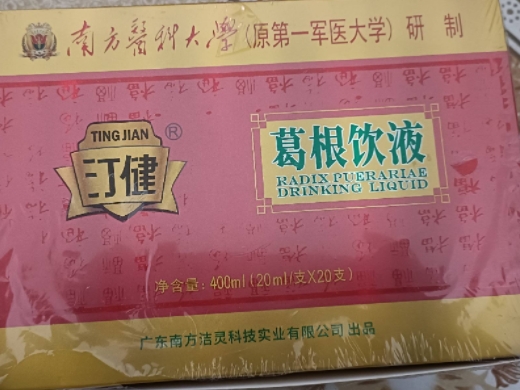 南方醫科大學(原第一军医大学)研制
TING JIAN ®
汀健
葛根饮液
RADIX PUERARIAE
DRINKING LIQUID
净含量: 400ml(20ml/支X20支)
广东南方洁灵科技实业有限公司 出品